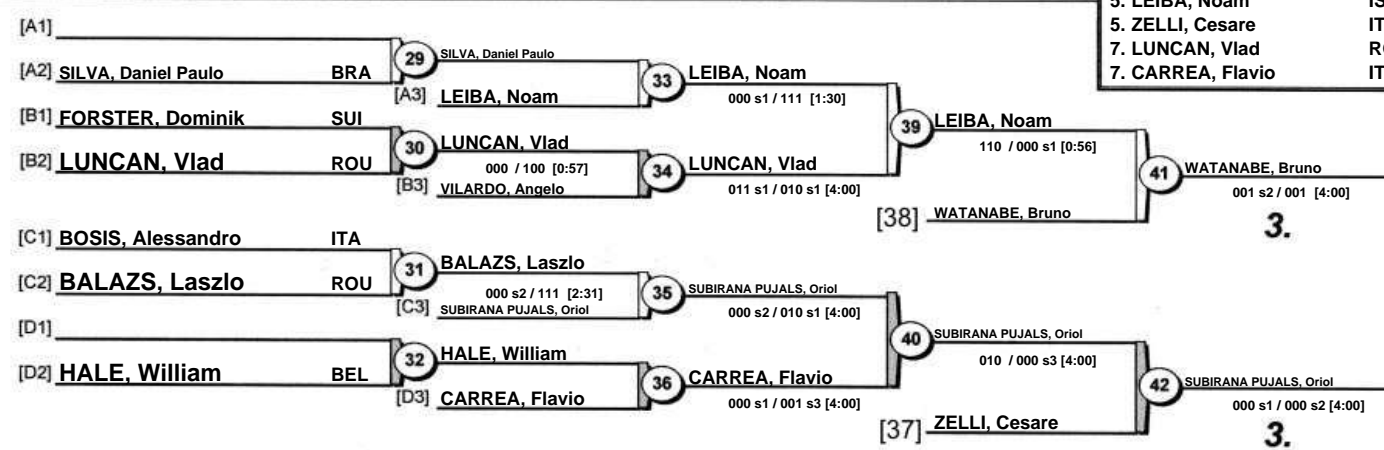 5. LEIBA, Noam IS
5. ZELLI, Cesare IT
7. LUNCAN, Vlad RO
7. CARREA, Flavio IT
[A1]
[A2] SILVA, Daniel Paulo BRA
29
SILVA, Daniel Paulo
[A3] LEIBA, Noam
33
LEIBA, Noam
000 s1 / 111 [1:30]
[B1] FORSTER, Dominik SUI
[B2] LUNCAN, Vlad ROU
30
LUNCAN, Vlad
000 / 100 [0:57]
[B3] VILARDO, Angelo
34
LUNCAN, Vlad
011 s1 / 010 s1 [4:00]
39
LEIBA, Noam
110 / 000 s1 [0:56]
[38] WATANABE, Bruno
41
WATANABE, Bruno
001 s2 / 001 [4:00]
3.
[C1] BOSIS, Alessandro ITA
[C2] BALAZS, Laszlo ROU
31
BALAZS, Laszlo
000 s2 / 111 [2:31]
[C3] SUBIRANA PUJALS, Oriol
35
SUBIRANA PUJALS, Oriol
000 s2 / 010 s1 [4:00]
[D1]
[D2] HALE, William BEL
32
HALE, William
[D3] CARREA, Flavio
36
CARREA, Flavio
000 s1 / 001 s3 [4:00]
40
SUBIRANA PUJALS, Oriol
010 / 000 s3 [4:00]
[37] ZELLI, Cesare
42
SUBIRANA PUJALS, Oriol
000 s1 / 000 s2 [4:00]
3.